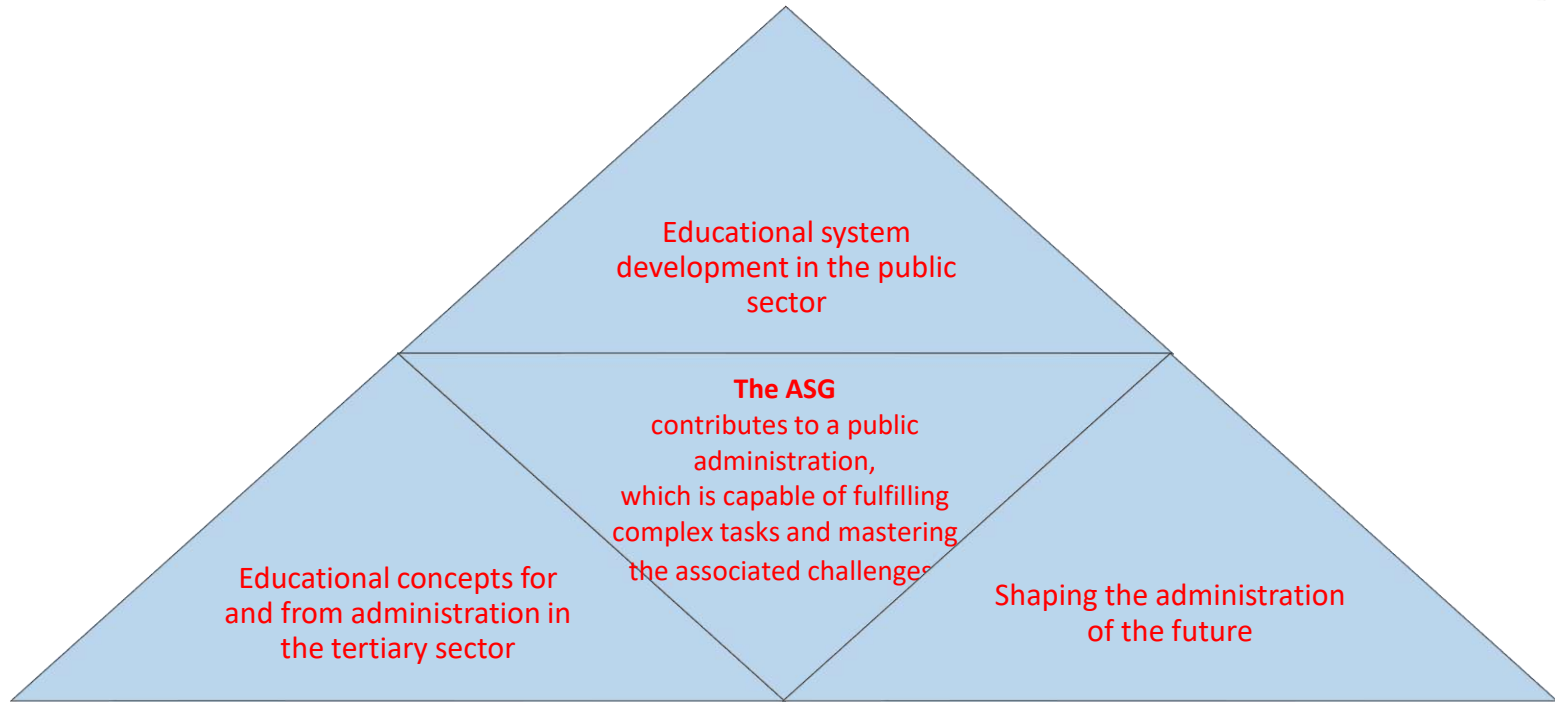 Educational system
development in the public
sector
The ASG
contributes to a public
administration,
which is capable of fulfilling
complex tasks and mastering
the associated challenges
Educational concepts for
and from administration in
the tertiary sector
Shaping the administration
of the future